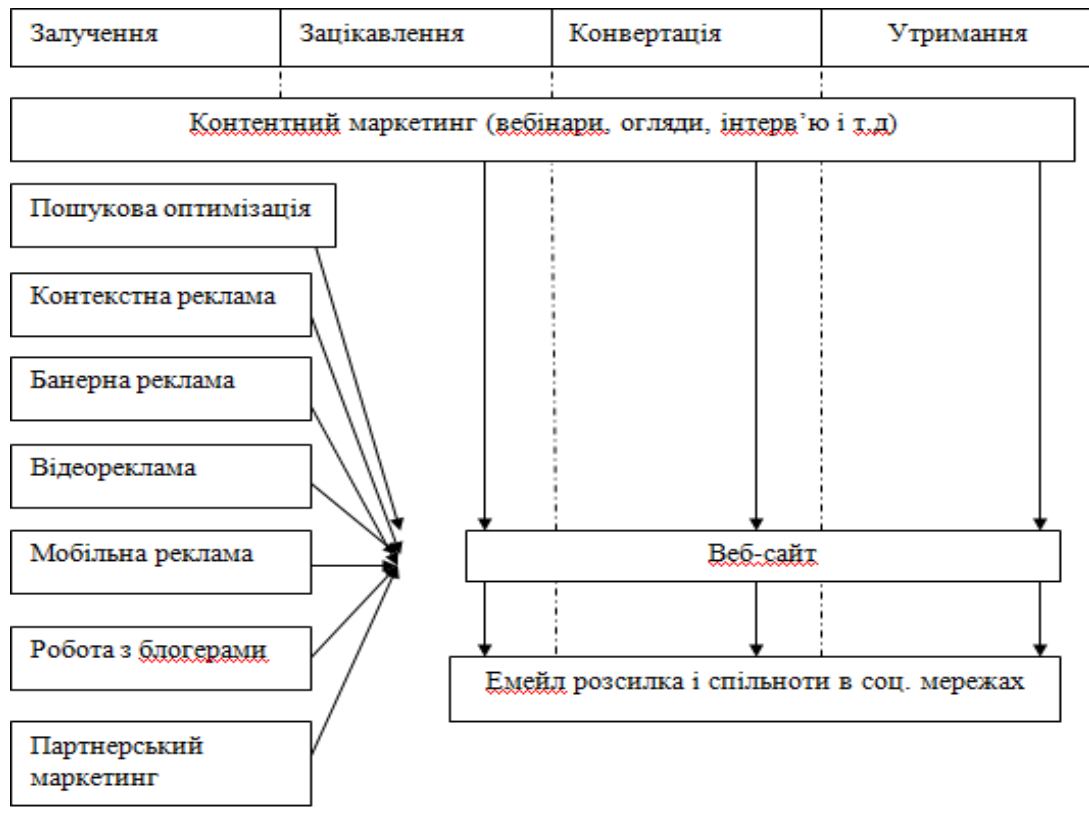 Залучення
Зацікавлення
Конвертація
Утримання
Контентний маркетинг (вебінари, огляди, інтерв’ю і т.д)
Пошукова оптимізація
Контекстна реклама
Банерна реклама
Відеореклама
Мобільна реклама
Веб-сайт
Робота з блогерами
Емейл розсилка і спільноти в соц. мережах
Партнерський
маркетинг